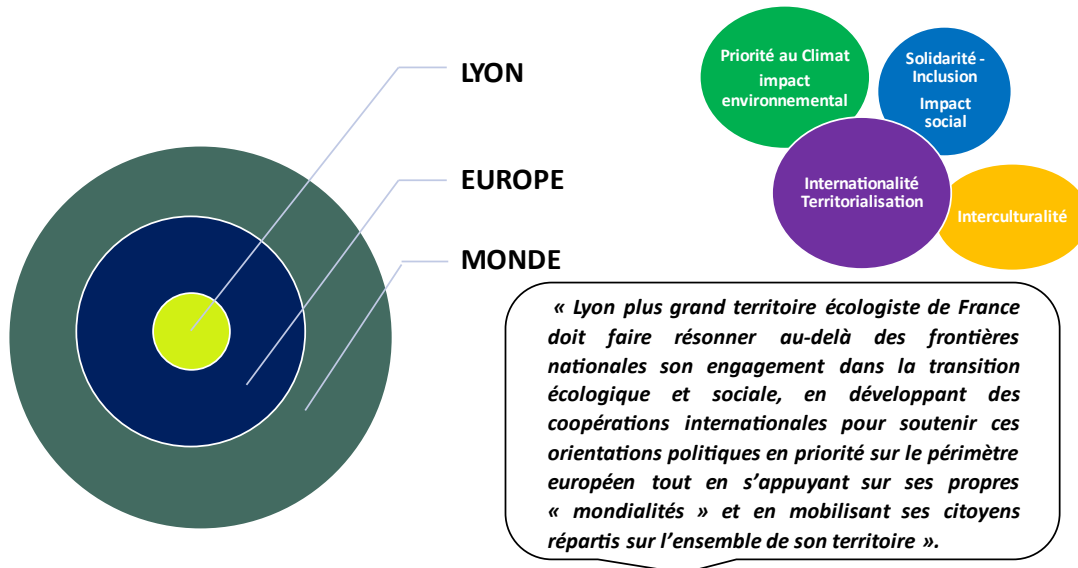 LYON
EUROPE
MONDE
Priorité au Climat
impact
environnemental
Solidarité -
Inclusion
Impact
social
Internationalité
Territorialisation
Interculturalité
« Lyon plus grand territoire écologiste de France
doit faire résonner au-delà des frontières
nationales son engagement dans la transition
écologique et sociale, en développant des
coopérations internationales pour soutenir ces
orientations politiques en priorité sur le périmètre
européen tout en s’appuyant sur ses propres
« mondialités » et en mobilisant ses citoyens
répartis sur l’ensemble de son territoire ».